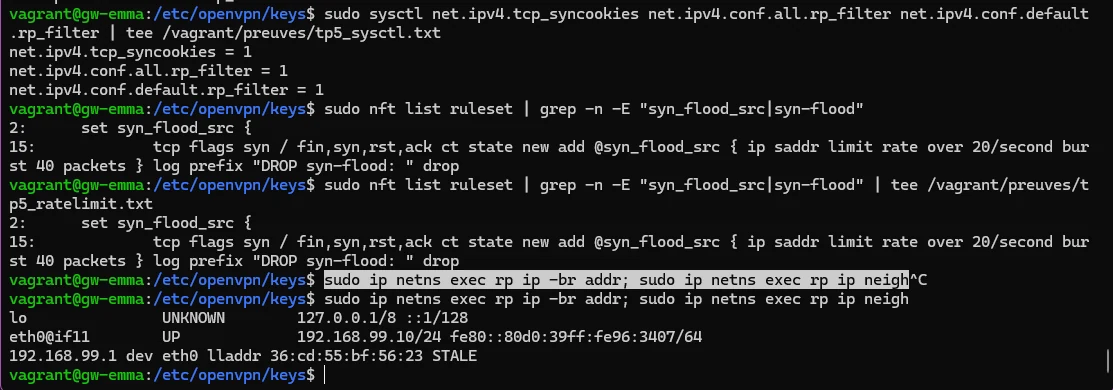 vagrant@gw-emma:/etc/openvpn/keys$ sudo sysctl net.ipv4.tcp_syncookies net.ipv4.conf.all.rp_filter net.ipv4.conf.default
.rp_filter | tee /vagrant/preuves/tp5_sysctl.txt
net.ipv4.tcp_syncookies = 1
net.ipv4.conf.all.rp_filter = 1
net.ipv4.conf.default.rp_filter = 1
vagrant@gw-emma:/etc/openvpn/keys$ sudo nft list ruleset | grep -n -E "syn_flood_src|syn-flood"
2:      set syn_flood_src {
15:             tcp flags syn / fin,syn,rst,ack ct state new add @syn_flood_src { ip saddr limit rate over 20/second bur
st 40 packets } log prefix "DROP syn-flood: " drop
vagrant@gw-emma:/etc/openvpn/keys$ sudo nft list ruleset | grep -n -E "syn_flood_src|syn-flood" | tee /vagrant/preuves/t
p5_ratelimit.txt
2:      set syn_flood_src {
15:             tcp flags syn / fin,syn,rst,ack ct state new add @syn_flood_src { ip saddr limit rate over 20/second bur
st 40 packets } log prefix "DROP syn-flood: " drop
vagrant@gw-emma:/etc/openvpn/keys$ sudo ip netns exec rp ip -br addr; sudo ip netns exec rp ip neigh^C
vagrant@gw-emma:/etc/openvpn/keys$ sudo ip netns exec rp ip -br addr; sudo ip netns exec rp ip neigh
lo               UNKNOWN        127.0.0.1/8 ::1/128
eth0@if11        UP             192.168.99.10/24 fe80::80d0:39ff:fe96:3407/64
192.168.99.1 dev eth0 lladdr 36:cd:55:bf:56:23 STALE
vagrant@gw-emma:/etc/openvpn/keys$